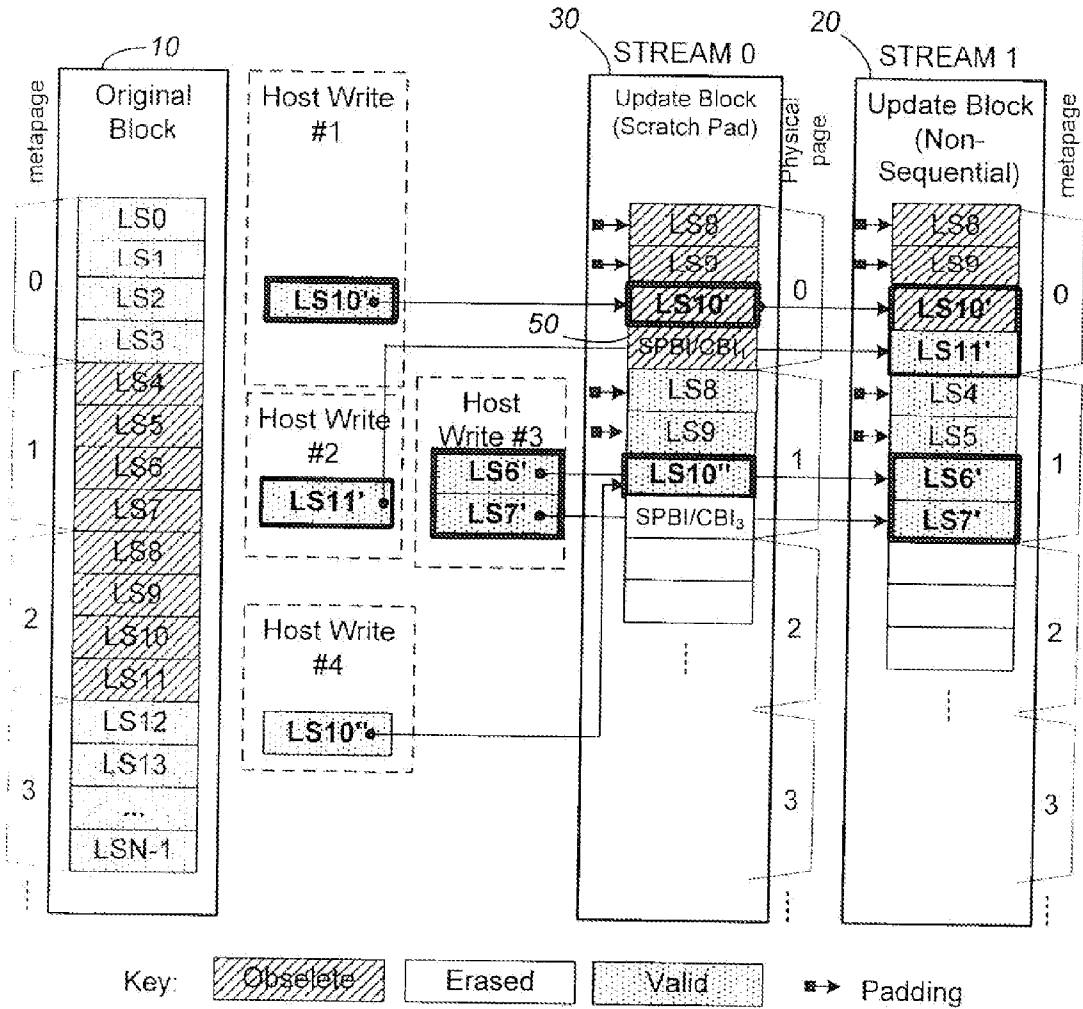 10
metapage
Original
Block
LS0
LS1
LS2
LS3
LS4
LS5
LS6
LS7
LS8
LS9
LS10
LS11
LS12
LS13
...
LSN-1
0
1
2
3
Host Write
#1
LS10'
Host Write
#2
LS11'
Host
Write #3
LS6'
LS7'
Host Write
#4
LS10"
30
STREAM 0
Update Block
(Scratch Pad)
Physical
page
LS8
LS9
LS10'
50
SPBI/CBI₁
LS8
LS9
LS10"
SPBI/CBI₃
0
1
2
3
20
STREAM 1
Update Block
(Non-
Sequential)
metapage
LS8
LS9
LS10'
LS11'
LS4
LS5
LS6'
LS7'
0
1
2
3
Key:
Obselete
Erased
Valid
Padding